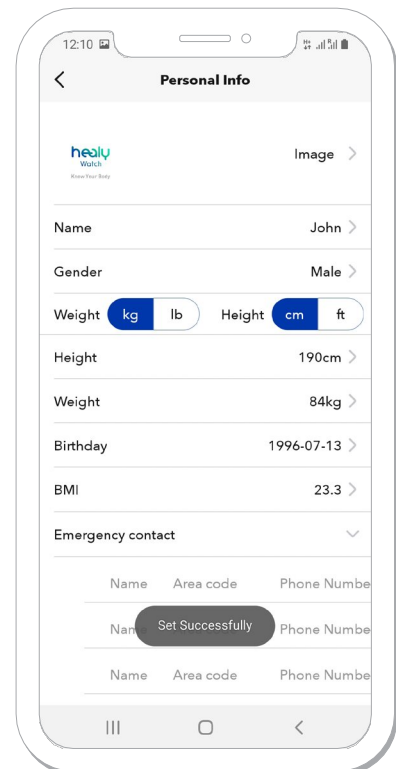 12:10
Personal Info
healy
Watch
Know Your Body
Image
Name John
Gender Male
Weight kg lb Height cm ft
Height 190cm
Weight 84kg
Birthday 1996-07-13
BMI 23.3
Emergency contact
Name Area code Phone Numbe
Nam Phone Numbe
Set Successfully
Name Area code Phone Numbe